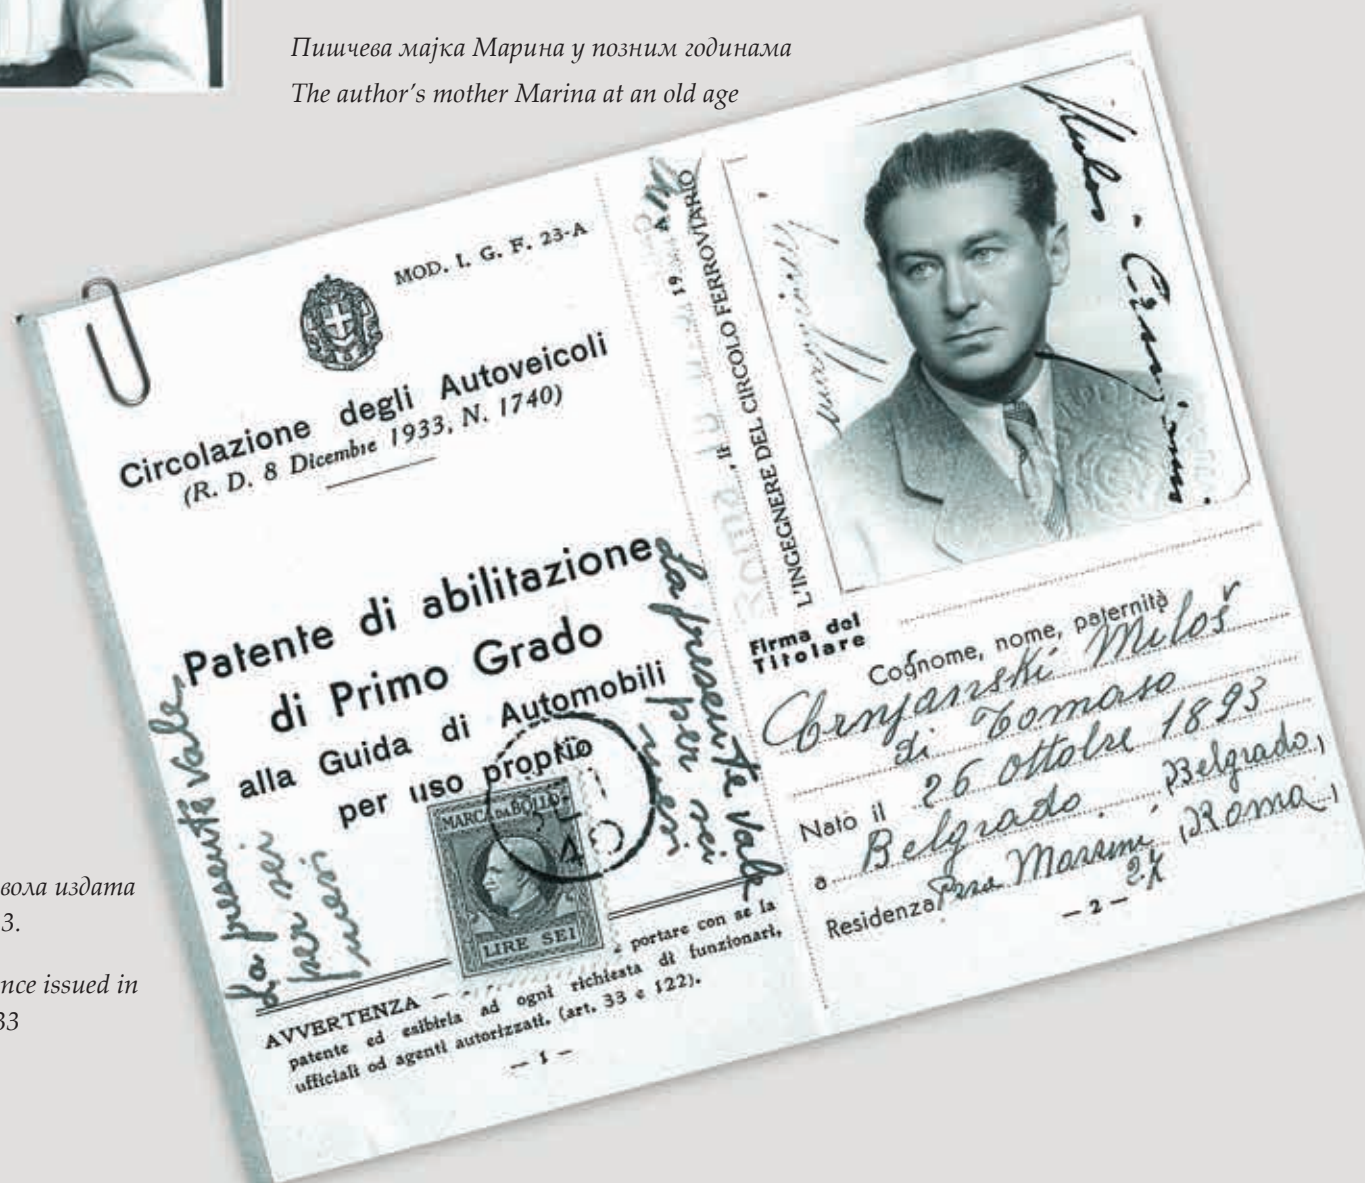 Пишчева мајка Марина у позним годинама
The author's mother Marina at an old age
MOD. I. G. F. 23-A
Circolazione degli Autoveicoli
(R. D. 8 Dicembre 1933, N. 1740)
Patente di abilitazione
di Primo Grado
alla Guida di Automobili
per uso proprio
MARCA DA BOLLO
LIRE SEI
La presente vale
per sei
mesi
La presente vale
per sei
mesi
AVVERTENZA —
portare con se la
patente ed esibirla ad ogni richiesta di funzionari,
ufficiali od agenti autorizzati. (art. 33 e 122).
— 1 —
Roma, li 19
L'INGEGNERE DEL CIRCOLO FERROVIARIO
Firma del
Titolare
Cognome, nome, paternità
Crnjanski Miloš
di Tomaso
Nato il 26 ottobre 1893
a Belgrado
Residenza Belgrado,
Roma,
— 2 —
вола издата
3.
nce issued in
33